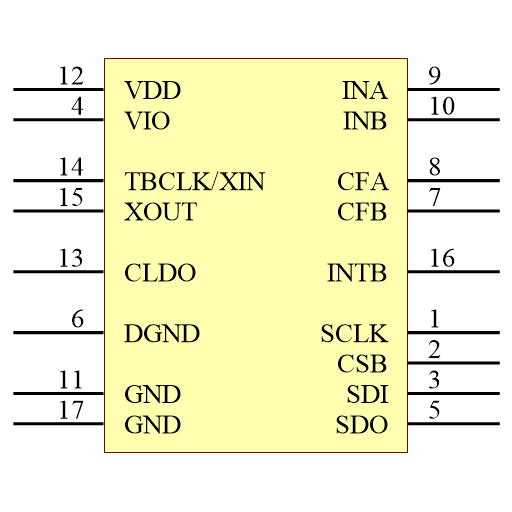 12 VDD INA 9
4 VIO INB 10
14 TBCLK/XIN CFA 8
15 XOUT CFB 7
13 CLDO INTB 16
6 DGND SCLK 1
CSB 2
11 GND SDI 3
17 GND SDO 5